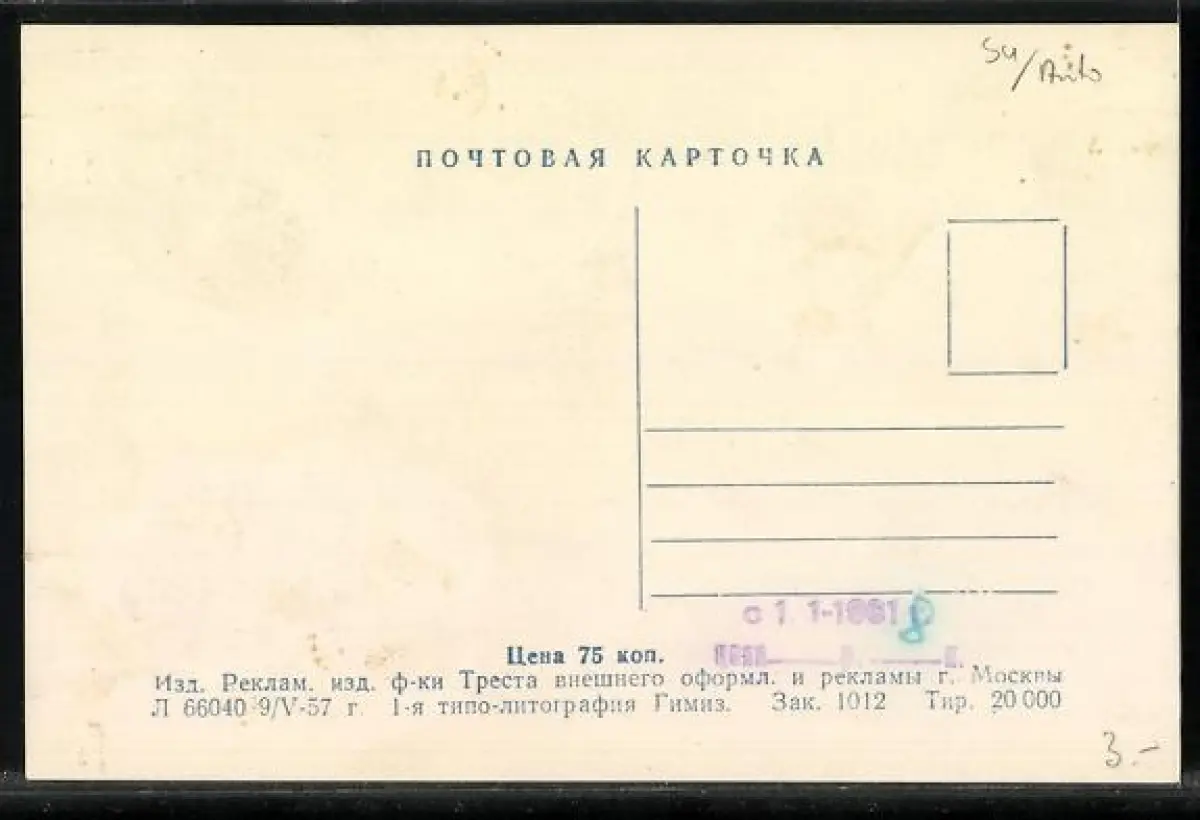 Su/Auto
ПОЧТОВАЯ КАРТОЧКА
с 1. 1-1961
Цена 75 коп.
Изд. Реклам. изд. ф-ки Треста внешнего оформл. и рекламы г. Москвы
Л 66040 9/V-57 г. 1-я типо-литография Гимиз. Зак. 1012 Тир. 20 000
3.-